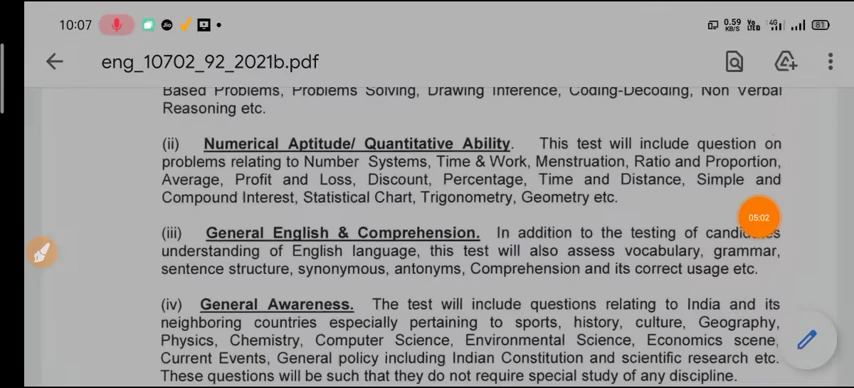 10:07
0.59
KB/S
4G
81
eng_10702_92_2021b.pdf
Based Problems, Problems Solving, Drawing Inference, Coding-Decoding, Non Verbal
Reasoning etc.
(ii) Numerical Aptitude/ Quantitative Ability. This test will include question on
problems relating to Number Systems, Time & Work, Menstruation, Ratio and Proportion,
Average, Profit and Loss, Discount, Percentage, Time and Distance, Simple and
Compound Interest, Statistical Chart, Trigonometry, Geometry etc.
05:02
(iii) General English & Comprehension. In addition to the testing of
understanding of English language, this test will also assess vocabulary, grammar,
sentence structure, synonymous, antonyms, Comprehension and its correct usage etc.
(iv) General Awareness. The test will include questions relating to India and its
neighboring countries especially pertaining to sports, history, culture, Geography,
Physics, Chemistry, Computer Science, Environmental Science, Economics scene,
Current Events, General policy including Indian Constitution and scientific research etc.
These questions will be such that they do not require special study of any discipline.